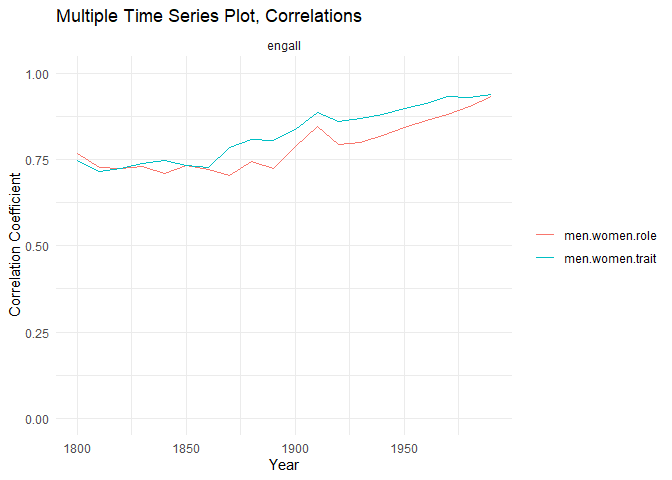 Multiple Time Series Plot, Correlations
engall
1.00
0.75
0.50
0.25
0.00
Correlation Coefficient
1800 1850 1900 1950
Year
men.women.role
men.women.trait